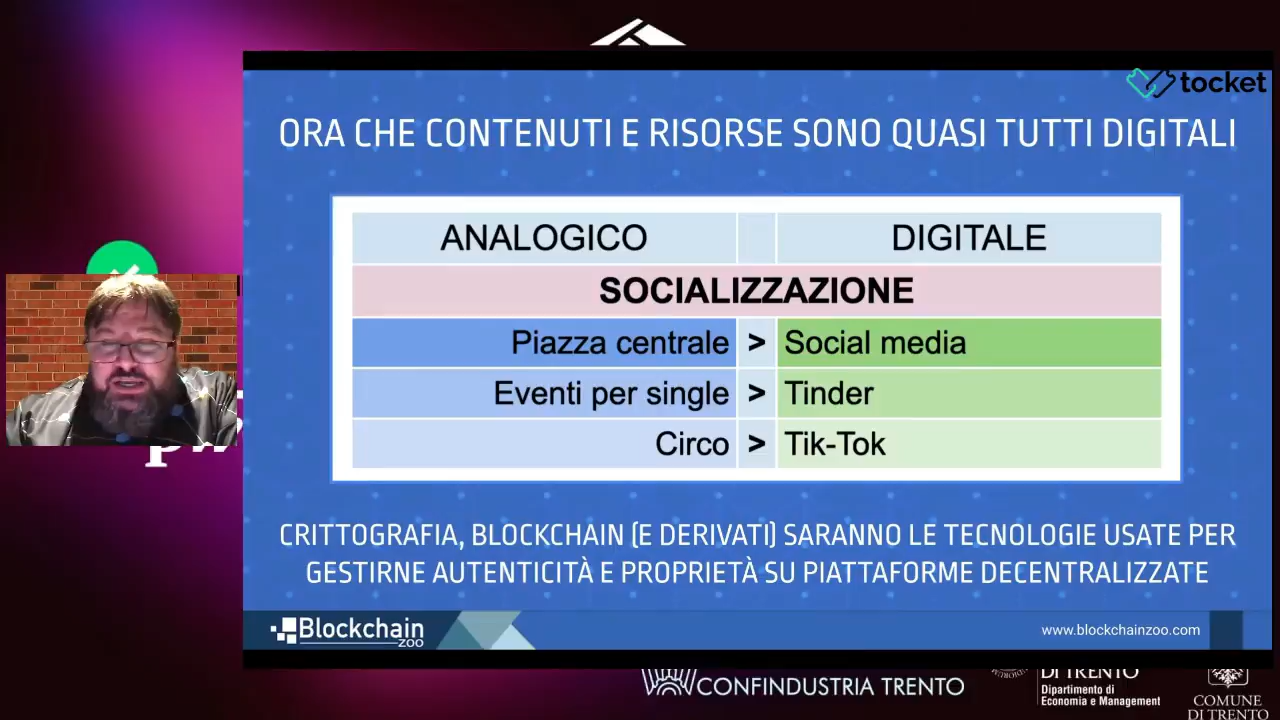 tocket
ORA CHE CONTENUTI E RISORSE SONO QUASI TUTTI DIGITALI
ANALOGICO DIGITALE
SOCIALIZZAZIONE
Piazza centrale > Social media
Eventi per single > Tinder
Circo > Tik-Tok
CRITTOGRAFIA, BLOCKCHAIN (E DERIVATI) SARANNO LE TECNOLOGIE USATE PER
GESTIRNE AUTENTICITÀ E PROPRIETÀ SU PIATTAFORME DECENTRALIZZATE
Blockchain
ZOO
www.blockchainzoo.com
CONFINDUSTRIA TRENTO
DI TRENTO
Dipartimento di
Economia e Management
COMUNE
DI TRENTO